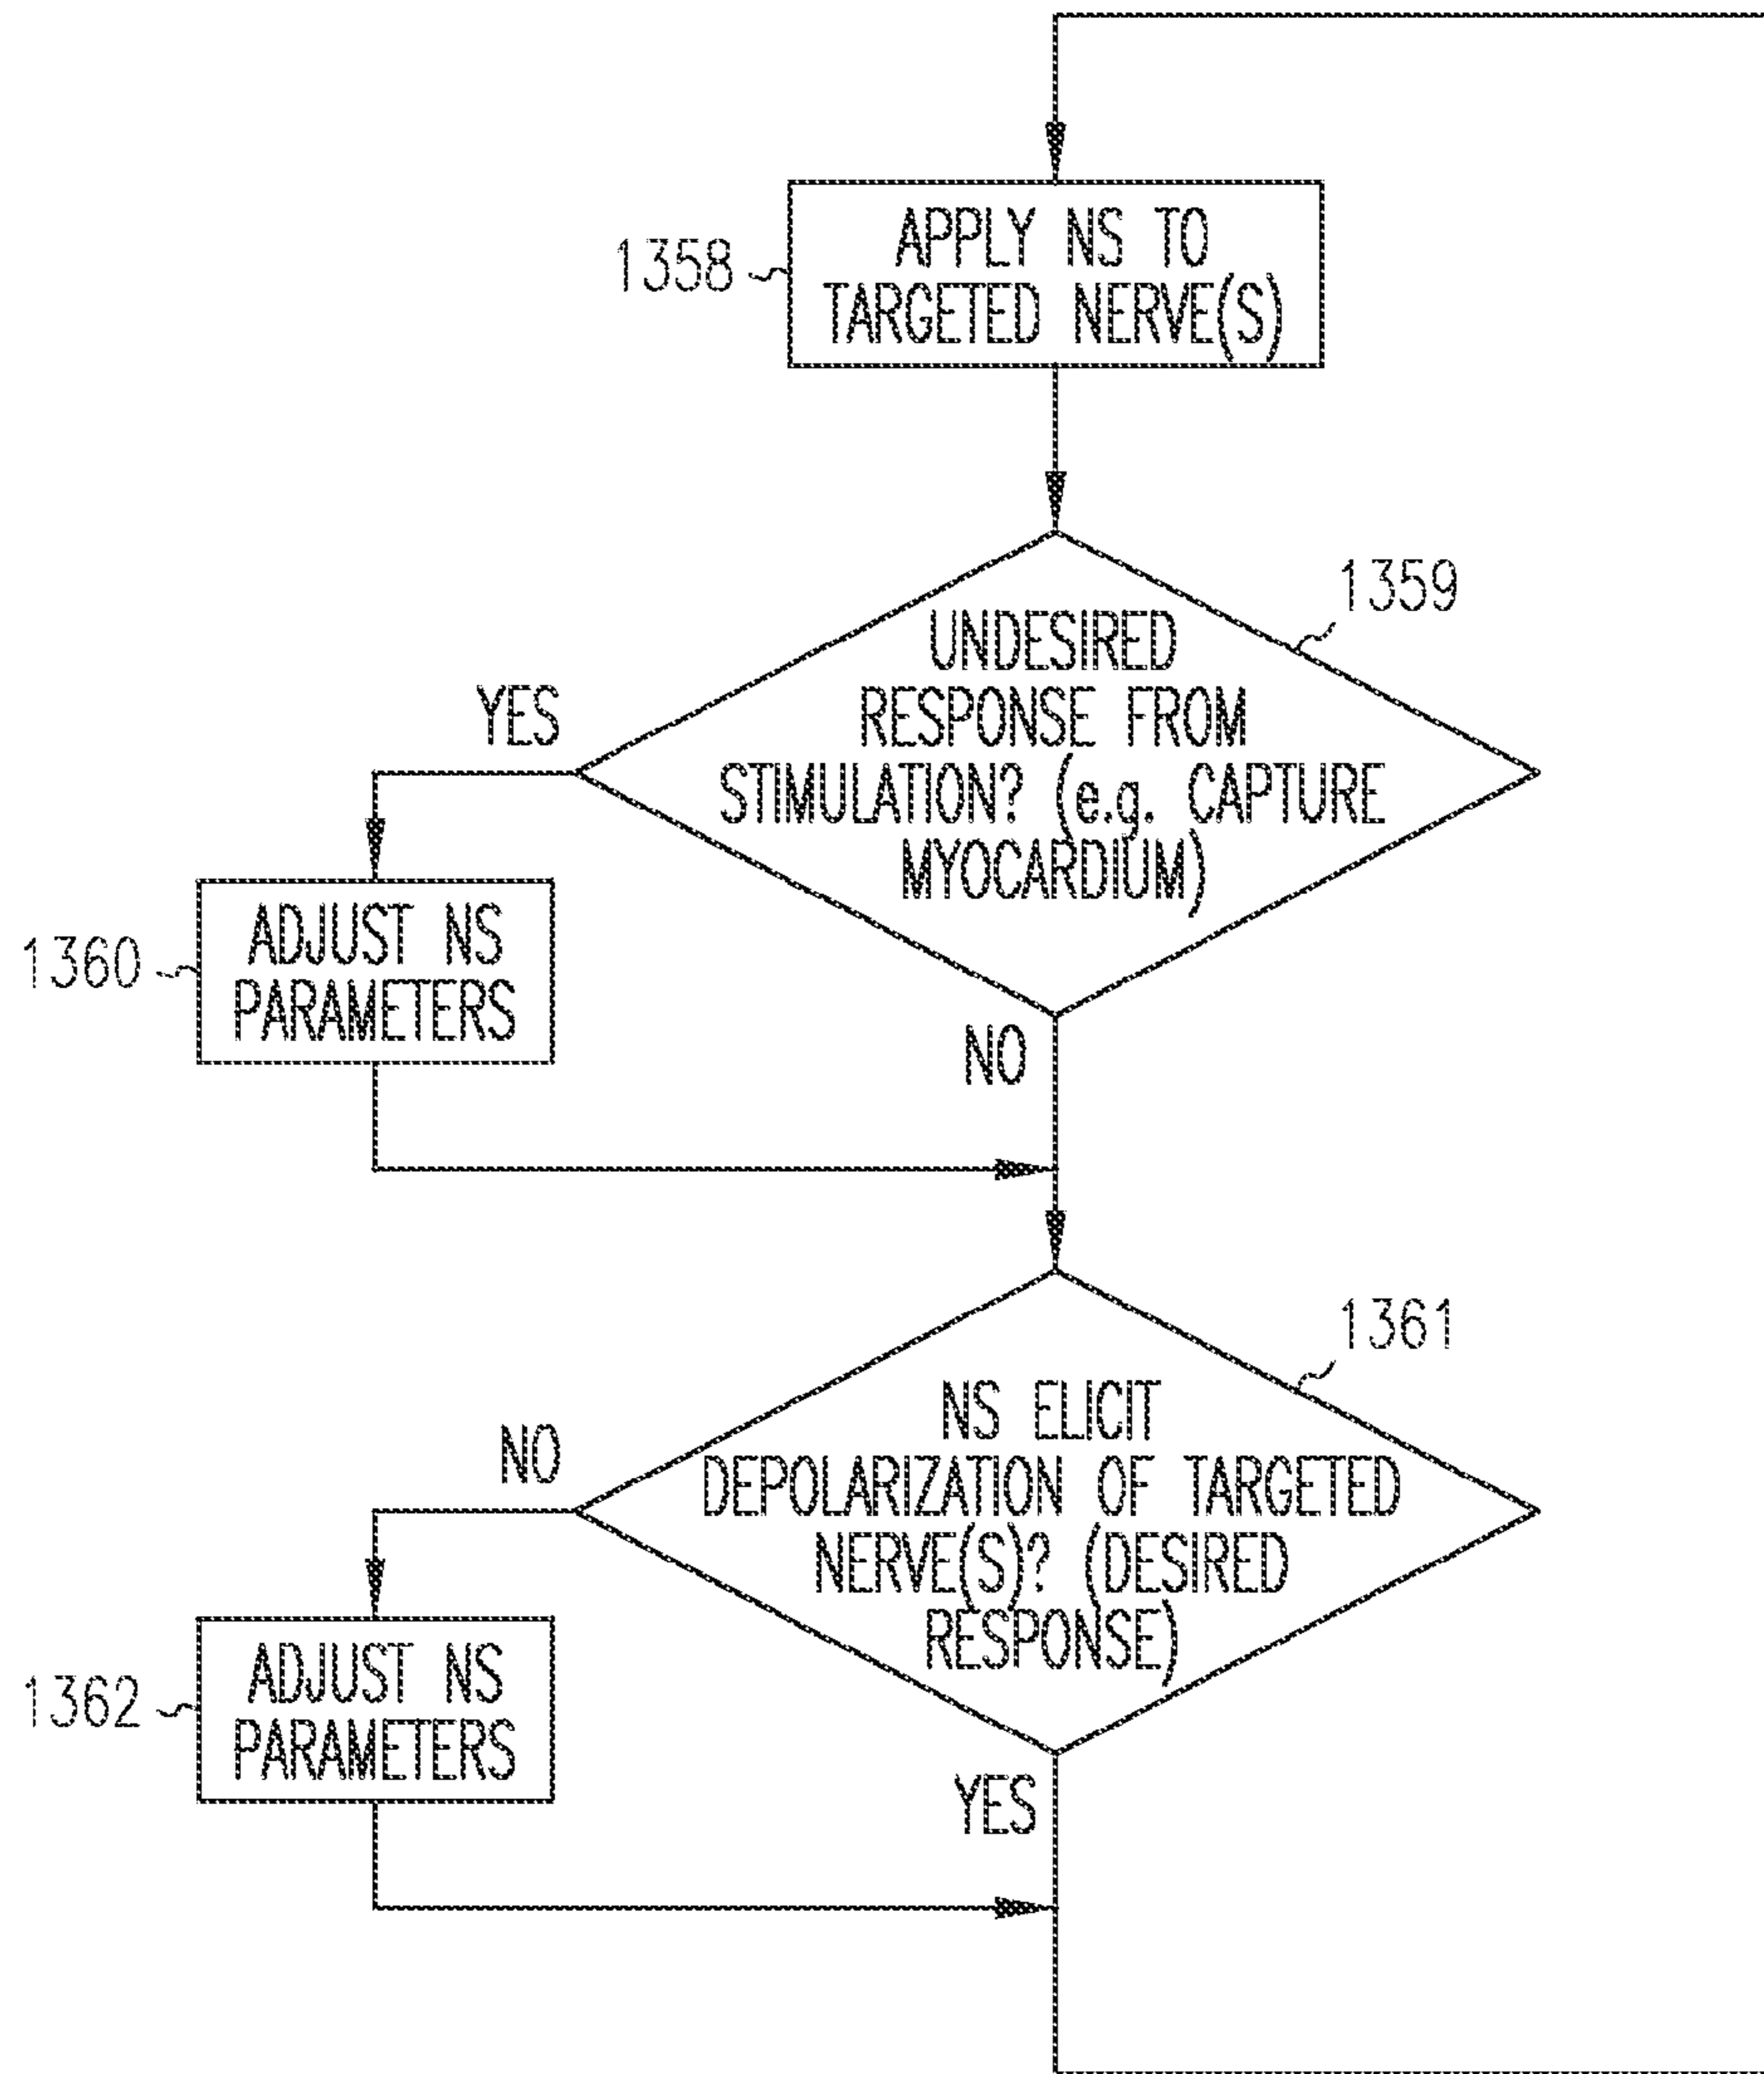 1358
APPLY NS TO
TARGETED NERVE(S)
1359
UNDESIRED
RESPONSE FROM
STIMULATION? (e.g. CAPTURE
MYOCARDIUM)
YES
1360
ADJUST NS
PARAMETERS
NO
1361
NS ELICIT
DEPOLARIZATION OF TARGETED
NERVE(S)? (DESIRED
RESPONSE)
NO
1362
ADJUST NS
PARAMETERS
YES